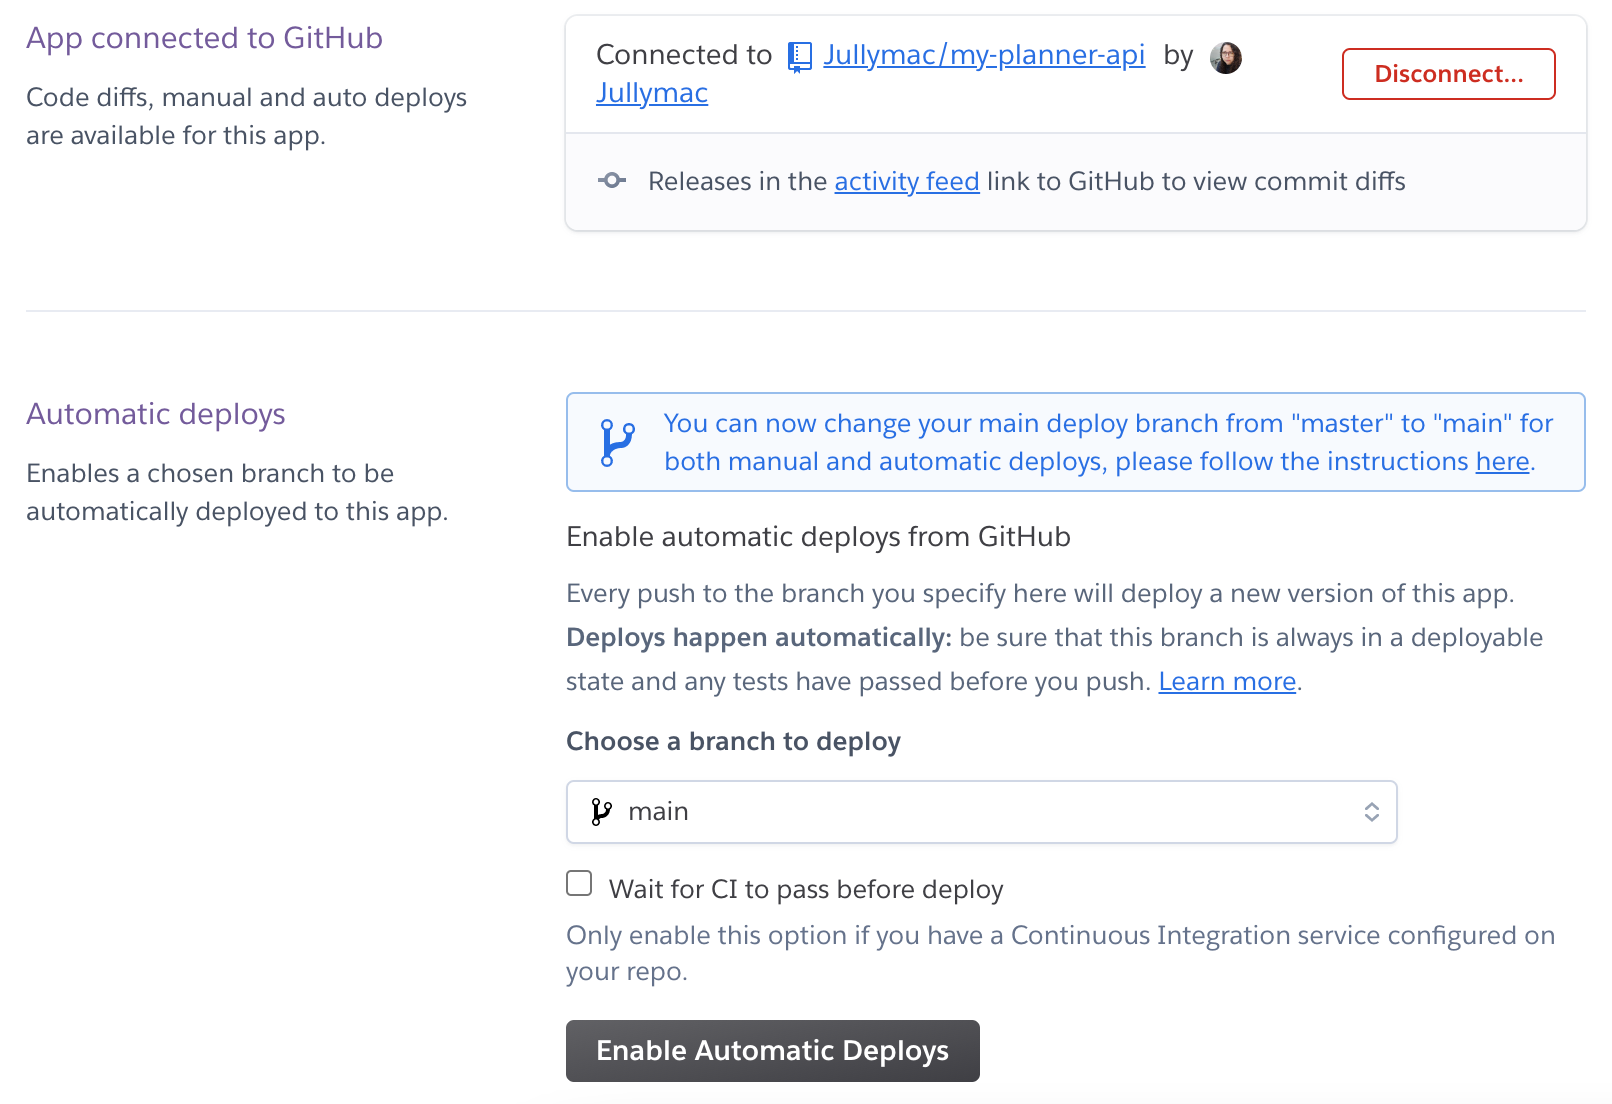 App connected to GitHub
Code diffs, manual and auto deploys
are available for this app.
Connected to Jullymac/my-planner-api by
Jullymac
Disconnect...
Releases in the activity feed link to GitHub to view commit diffs
Automatic deploys
Enables a chosen branch to be
automatically deployed to this app.
You can now change your main deploy branch from "master" to "main" for
both manual and automatic deploys, please follow the instructions here.
Enable automatic deploys from GitHub
Every push to the branch you specify here will deploy a new version of this app.
Deploys happen automatically: be sure that this branch is always in a deployable
state and any tests have passed before you push. Learn more.
Choose a branch to deploy
main
Wait for CI to pass before deploy
Only enable this option if you have a Continuous Integration service configured on
your repo.
Enable Automatic Deploys